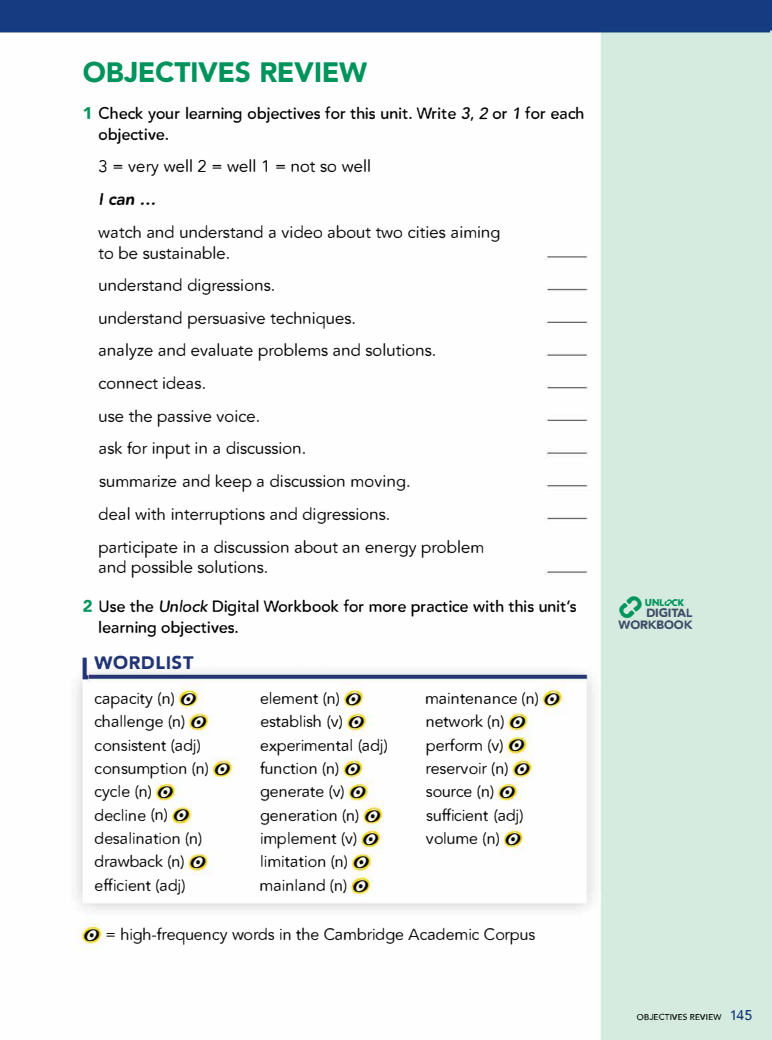 OBJECTIVES REVIEW
1 Check your learning objectives for this unit. Write 3, 2 or 1 for each
objective.
3 = very well 2 = well 1 = not so well
I can ...
watch and understand a video about two cities aiming
to be sustainable.
understand digressions.
understand persuasive techniques.
analyze and evaluate problems and solutions.
connect ideas.
use the passive voice.
ask for input in a discussion.
summarize and keep a discussion moving.
deal with interruptions and digressions.
participate in a discussion about an energy problem
and possible solutions.
2 Use the Unlock Digital Workbook for more practice with this unit's
learning objectives.
UNLOCK
DIGITAL
WORKBOOK
WORDLIST
capacity (n)
challenge (n)
consistent (adj)
consumption (n)
cycle (n)
decline (n)
desalination (n)
drawback (n)
efficient (adj)
element (n)
establish (v)
experimental (adj)
function (n)
generate (v)
generation (n)
implement (v)
limitation (n)
mainland (n)
maintenance (n)
network (n)
perform (v)
reservoir (n)
source (n)
sufficient (adj)
volume (n)
= high-frequency words in the Cambridge Academic Corpus
OBJECTIVES REVIEW 145